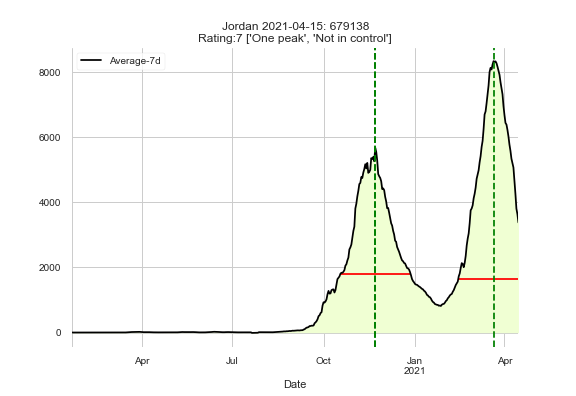 Jordan 2021-04-15: 679138
Rating:7 ['One peak', 'Not in control']
Average-7d
8000
6000
4000
2000
0
Apr
Jul
Oct
Jan
2021
Apr
Date